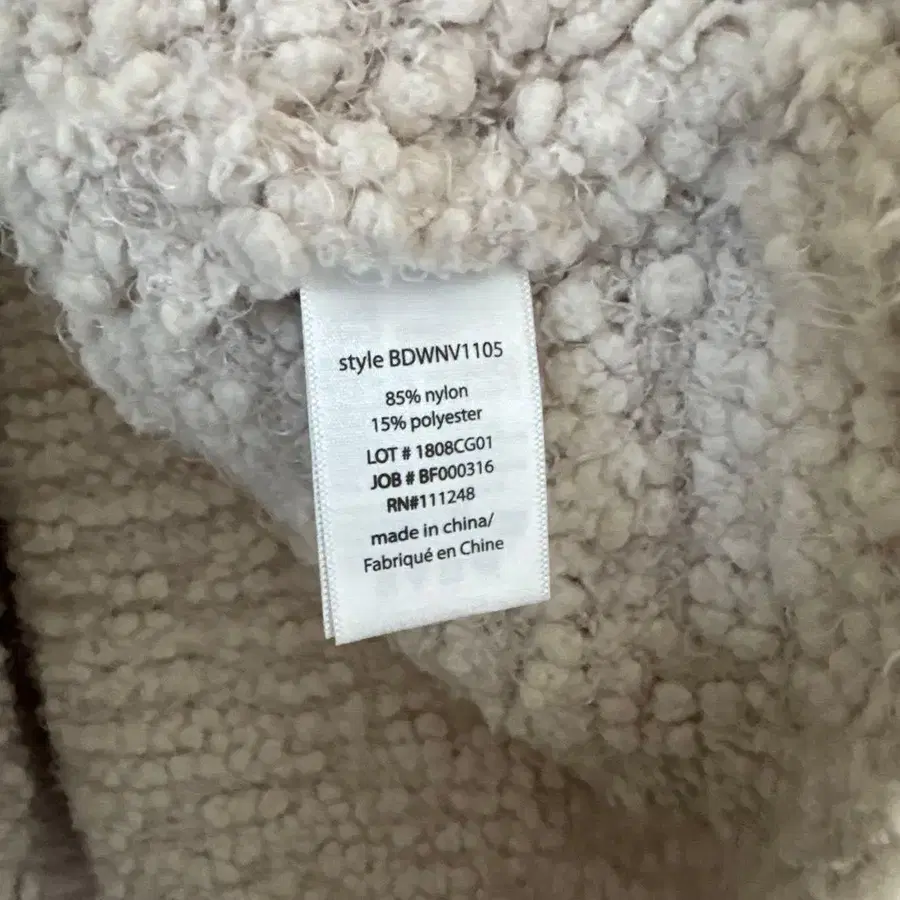 style BDWNV1105
85% nylon
15% polyester
LOT # 1808CG01
JOB # BF000316
RN#111248
made in china/
Fabriqué en Chine